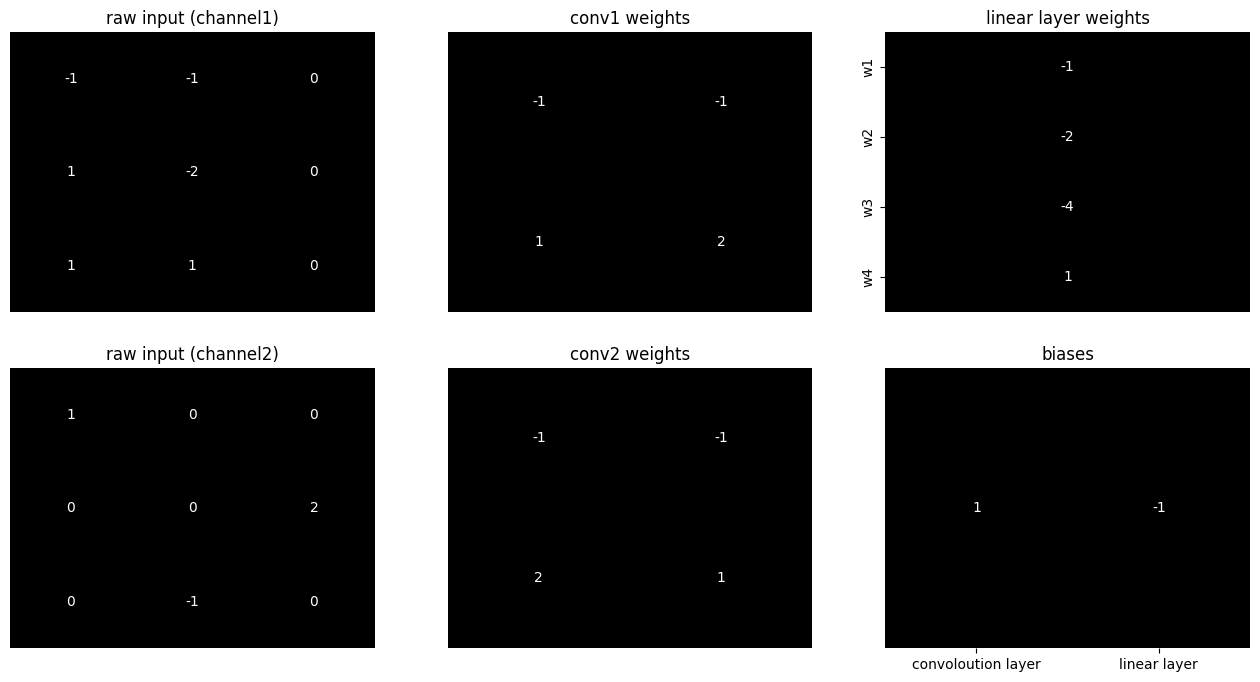 raw input (channel1)
-1 -1 0
1 -2 0
1 1 0
conv1 weights
-1 -1
1 2
linear layer weights
w1 -1
w2 -2
w3 -4
w4 1
raw input (channel2)
1 0 0
0 0 2
0 -1 0
conv2 weights
-1 -1
2 1
biases
1 -1
convoloution layer linear layer